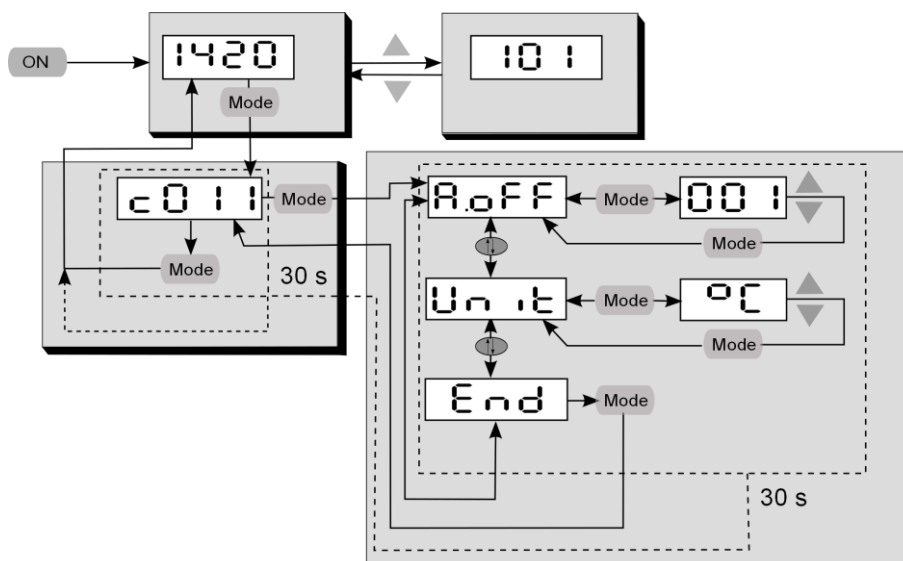 1420
101
ON
Mode
c011
Mode
A.oFF
Mode
001
Mode
Mode
30 s
Unit
Mode
°C
Mode
End
Mode
30 s